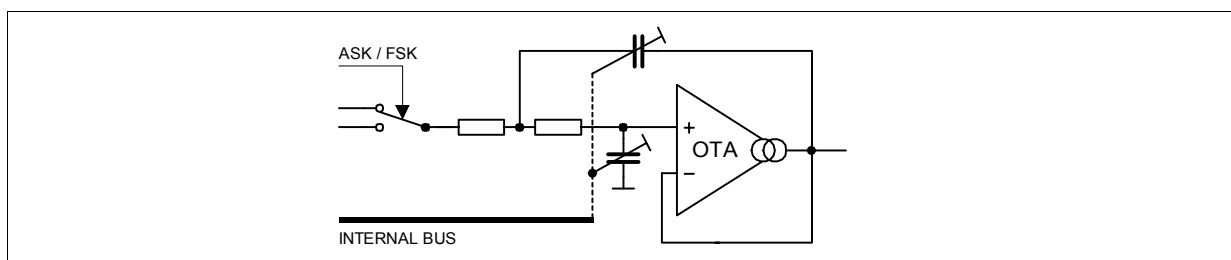 ASK / FSK
+
OTA
−
INTERNAL BUS